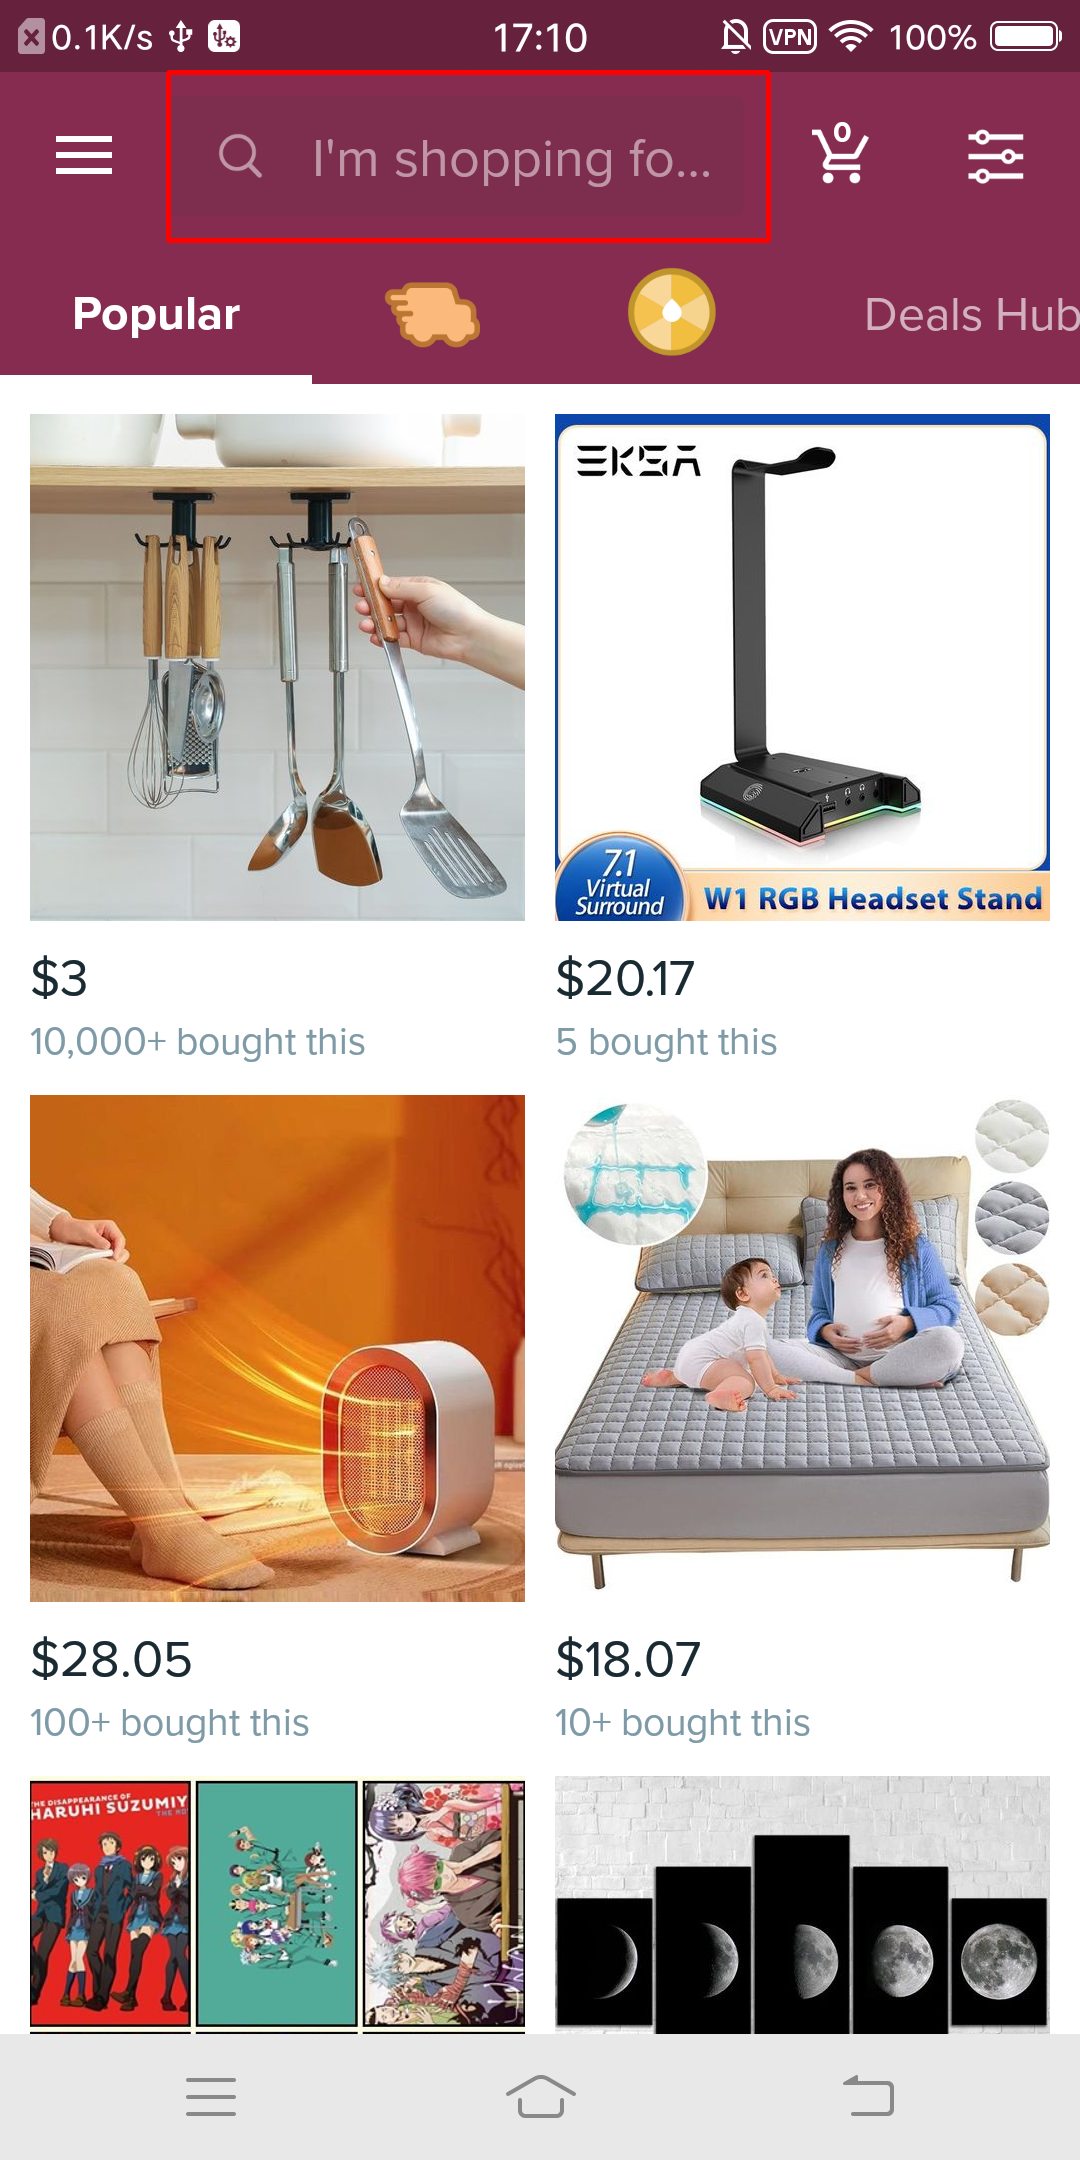 0.1K/s
17:10
VPN
100%
I'm shopping fo...
0
Popular
Deals Hub
EKSA
7.1
Virtual
Surround
W1 RGB Headset Stand
$3
10,000+ bought this
$20.17
5 bought this
$28.05
100+ bought this
$18.07
10+ bought this
THE DISAPPEARANCE OF
HARUHI SUZUMIY